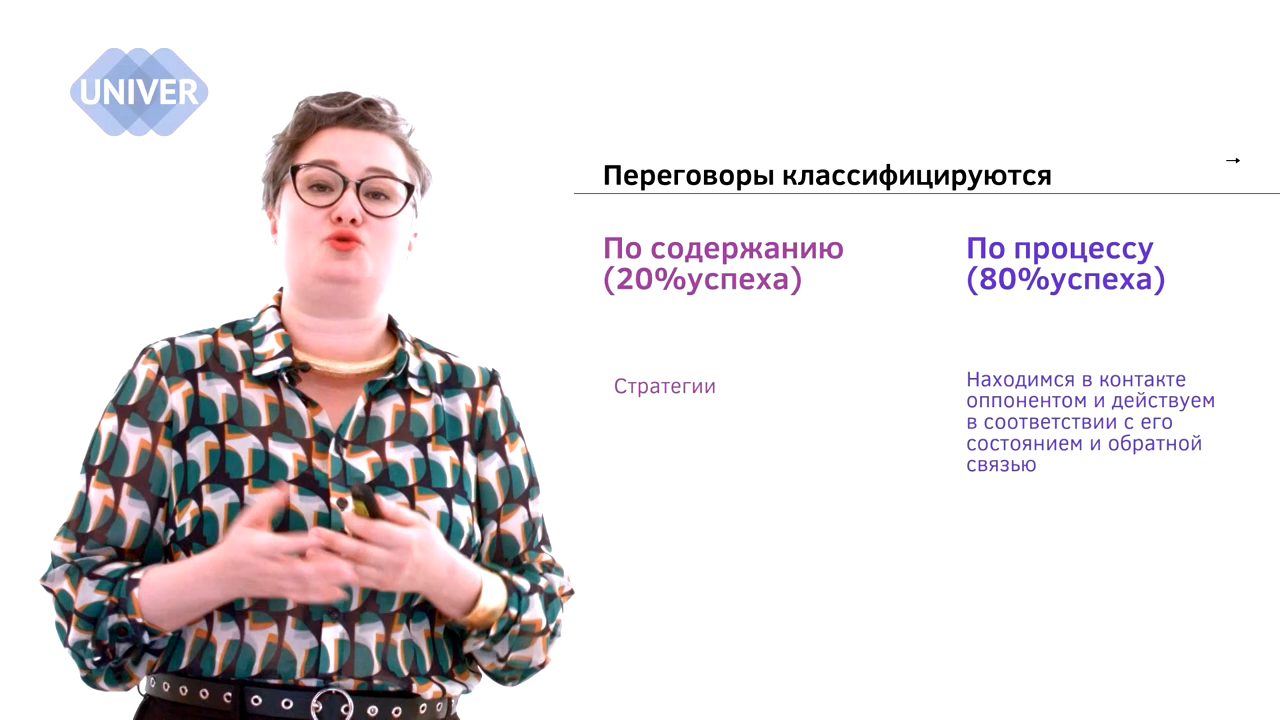 UNIVER
Переговоры классифицируются
→
По содержанию
(20%успеха)
По процессу
(80%успеха)
Стратегии
Находимся в контакте
оппонентом и действуем
в соответствии с его
состоянием и обратной
связью